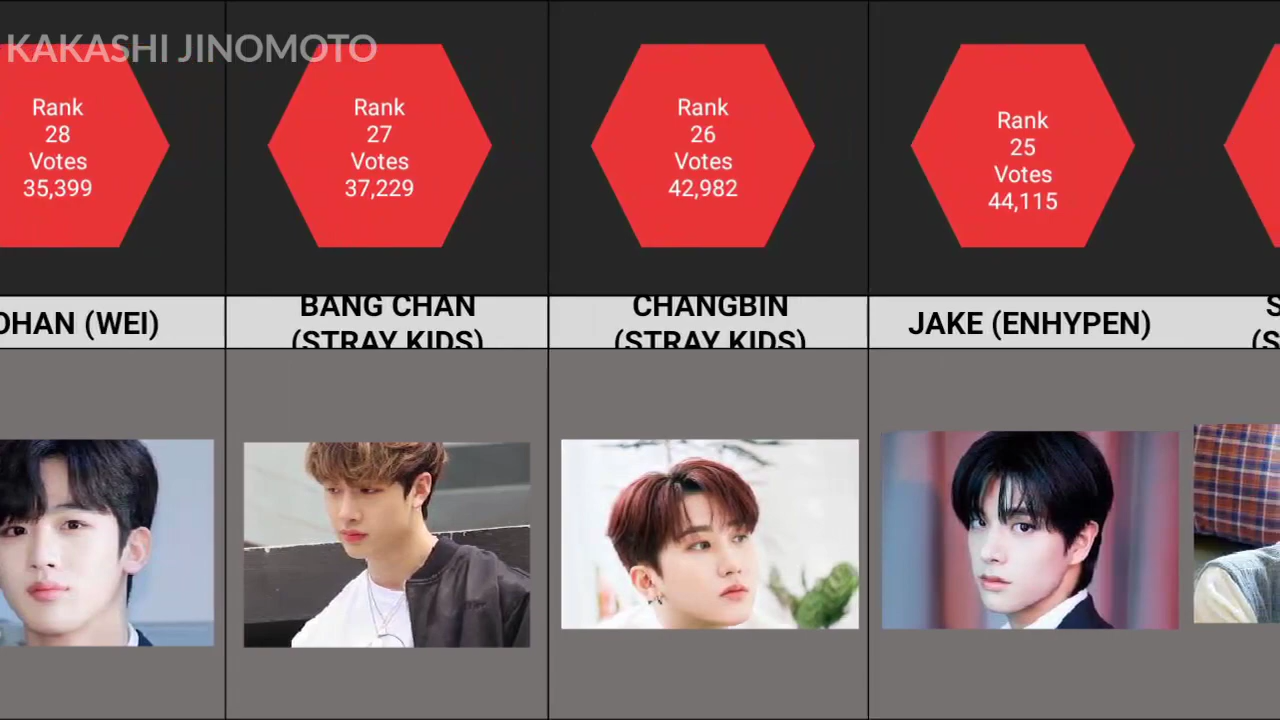 KAKASHI JINOMOTO
Rank
28
Votes
35,399
Rank
27
Votes
37,229
Rank
26
Votes
42,982
Rank
25
Votes
44,115
OHAN (WEI)
BANG CHAN
(STRAY KIDS)
CHANGBIN
(STRAY KIDS)
JAKE (ENHYPEN)
S
(S